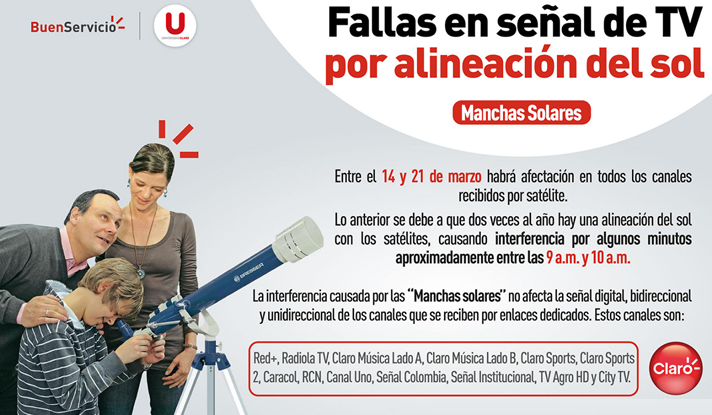 BuenServicio
U
Fallas en señal de TV
por alineación del sol
Manchas Solares
Entre el 14 y 21 de marzo habrá afectación en todos los canales
recibidos por satélite.
Lo anterior se debe a que dos veces al año hay una alineación del sol
con los satélites, causando interferencia por algunos minutos
aproximadamente entre las 9 a.m. y 10 a.m.
BRESSER
La interferencia causada por las “Manchas solares” no afecta la señal digital, bidireccional
y unidireccional de los canales que se reciben por enlaces dedicados. Estos canales son:
Red+, Radiola TV, Claro Música Lado A, Claro Música Lado B, Claro Sports, Claro Sports
2, Caracol, RCN, Canal Uno, Señal Colombia, Señal Institucional, TV Agro HD y City TV.
Claro